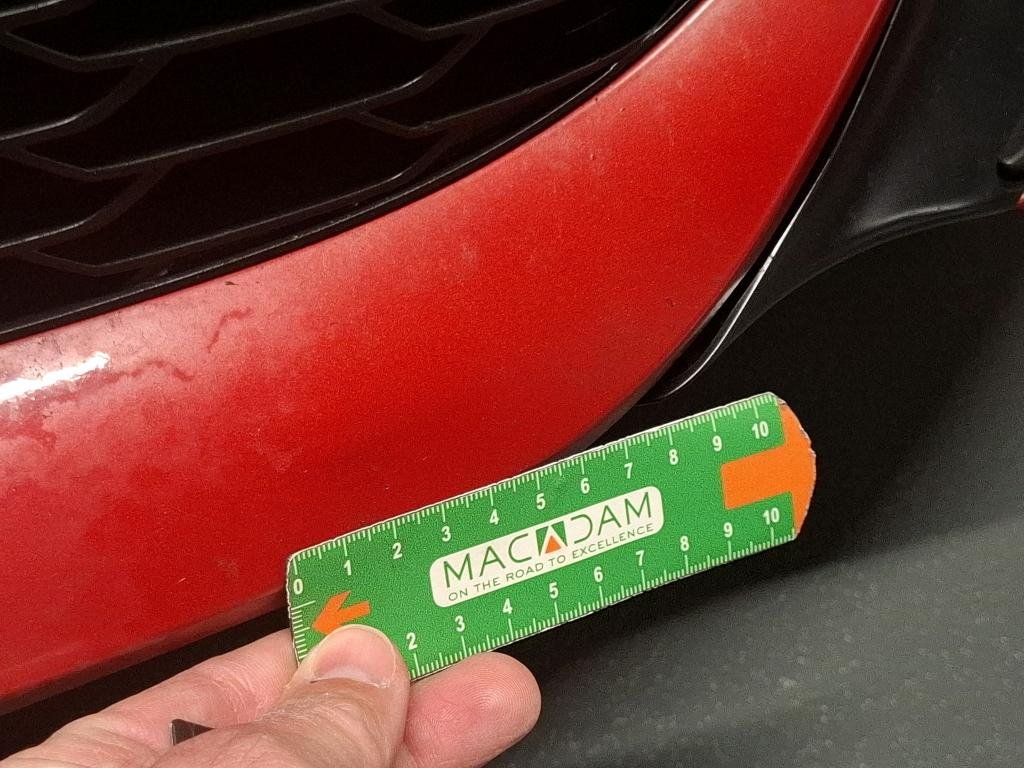 0 1 2 3 4 5 6 7 8 9 10
MACADAM
ON THE ROAD TO EXCELLENCE
2 3 4 5 6 7 8 9 10